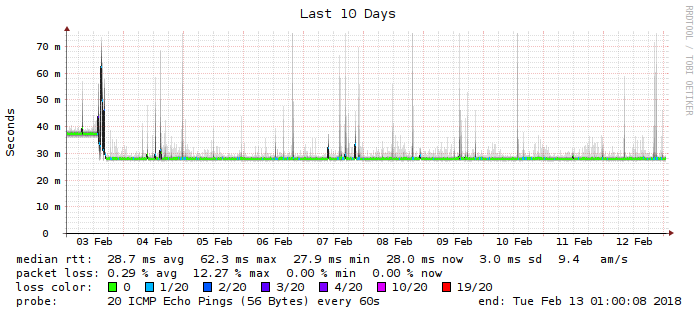 Last 10 Days
RRDTOOL / TOBI OETIKER
Seconds
70 m
60 m
50 m
40 m
30 m
20 m
10 m
0
03 Feb 04 Feb 05 Feb 06 Feb 07 Feb 08 Feb 09 Feb 10 Feb 11 Feb 12 Feb
median rtt: 28.7 ms avg 62.3 ms max 27.9 ms min 28.0 ms now 3.0 ms sd 9.4 am/s
packet loss: 0.29 % avg 12.27 % max 0.00 % min 0.00 % now
loss color: 0 1/20 2/20 3/20 4/20 10/20 19/20
probe: 20 ICMP Echo Pings (56 Bytes) every 60s end: Tue Feb 13 01:00:08 2018